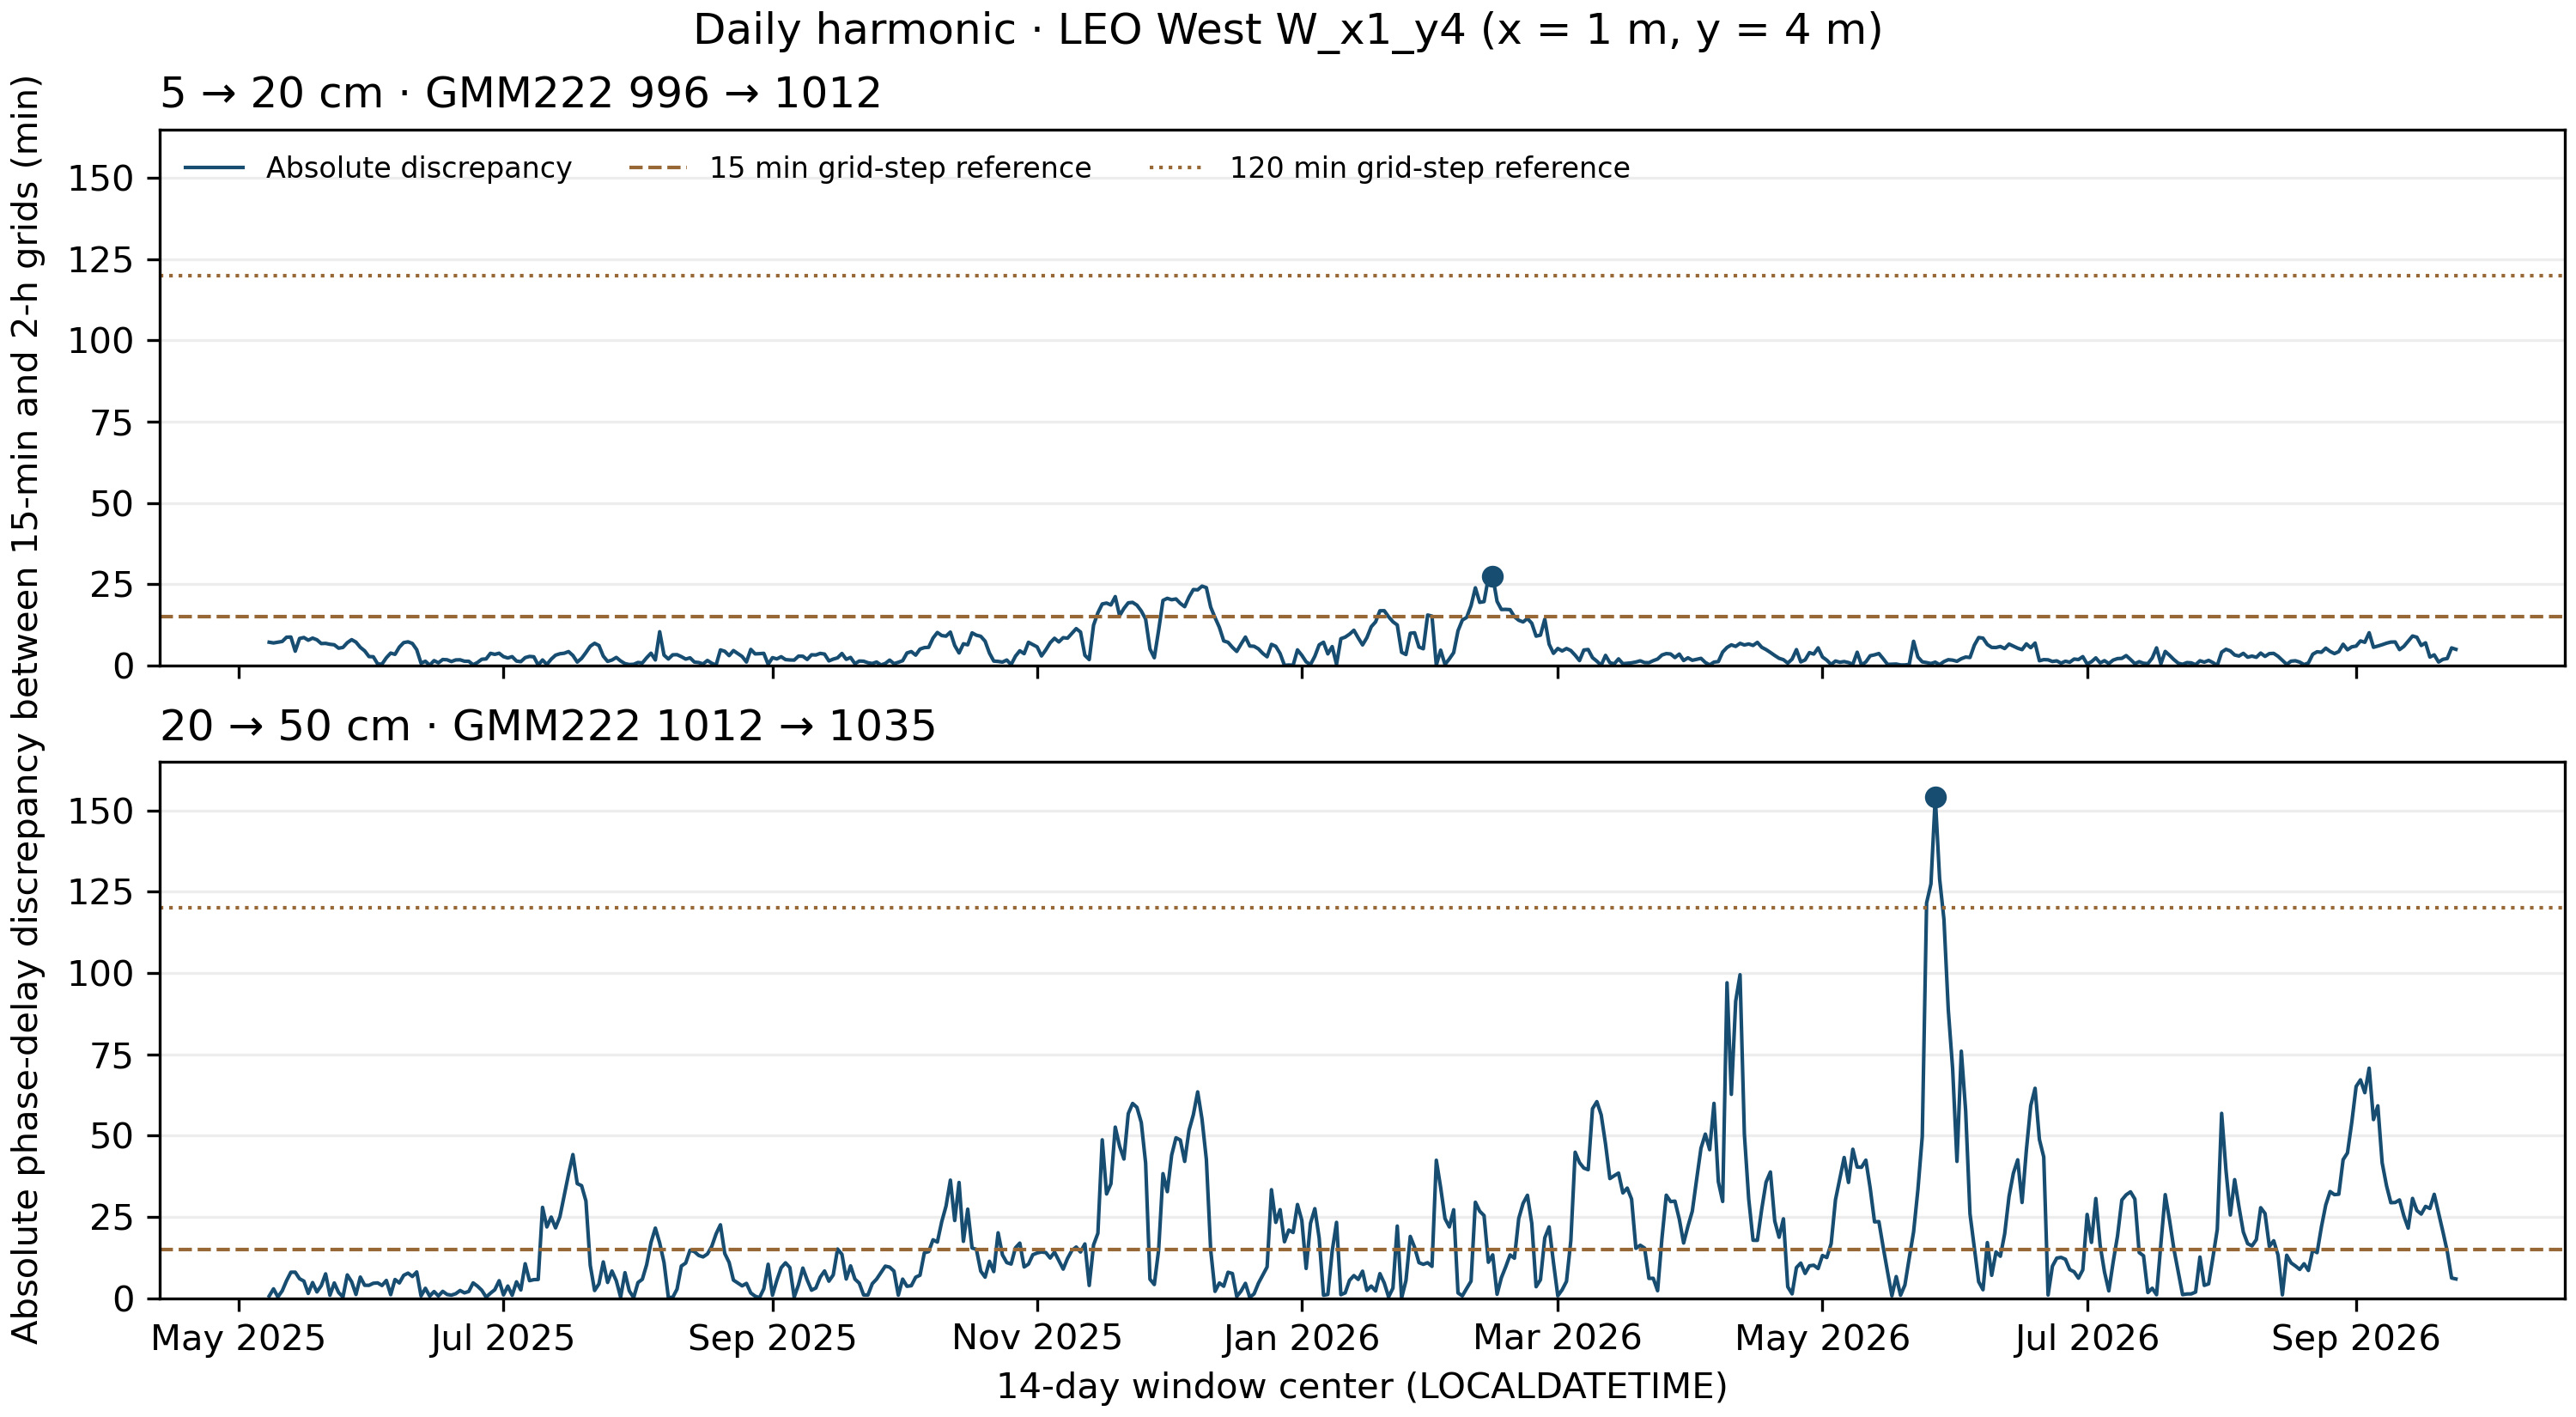 Daily harmonic · LEO West W_x1_y4 (x = 1 m, y = 4 m)
Absolute phase-delay discrepancy between 15-min and 2-h grids (min)
5 → 20 cm · GMM222 996 → 1012
Absolute discrepancy
15 min grid-step reference
120 min grid-step reference
150
125
100
75
50
25
0
20 → 50 cm · GMM222 1012 → 1035
150
125
100
75
50
25
0
May 2025
Jul 2025
Sep 2025
Nov 2025
Jan 2026
Mar 2026
May 2026
Jul 2026
Sep 2026
14-day window center (LOCALDATETIME)